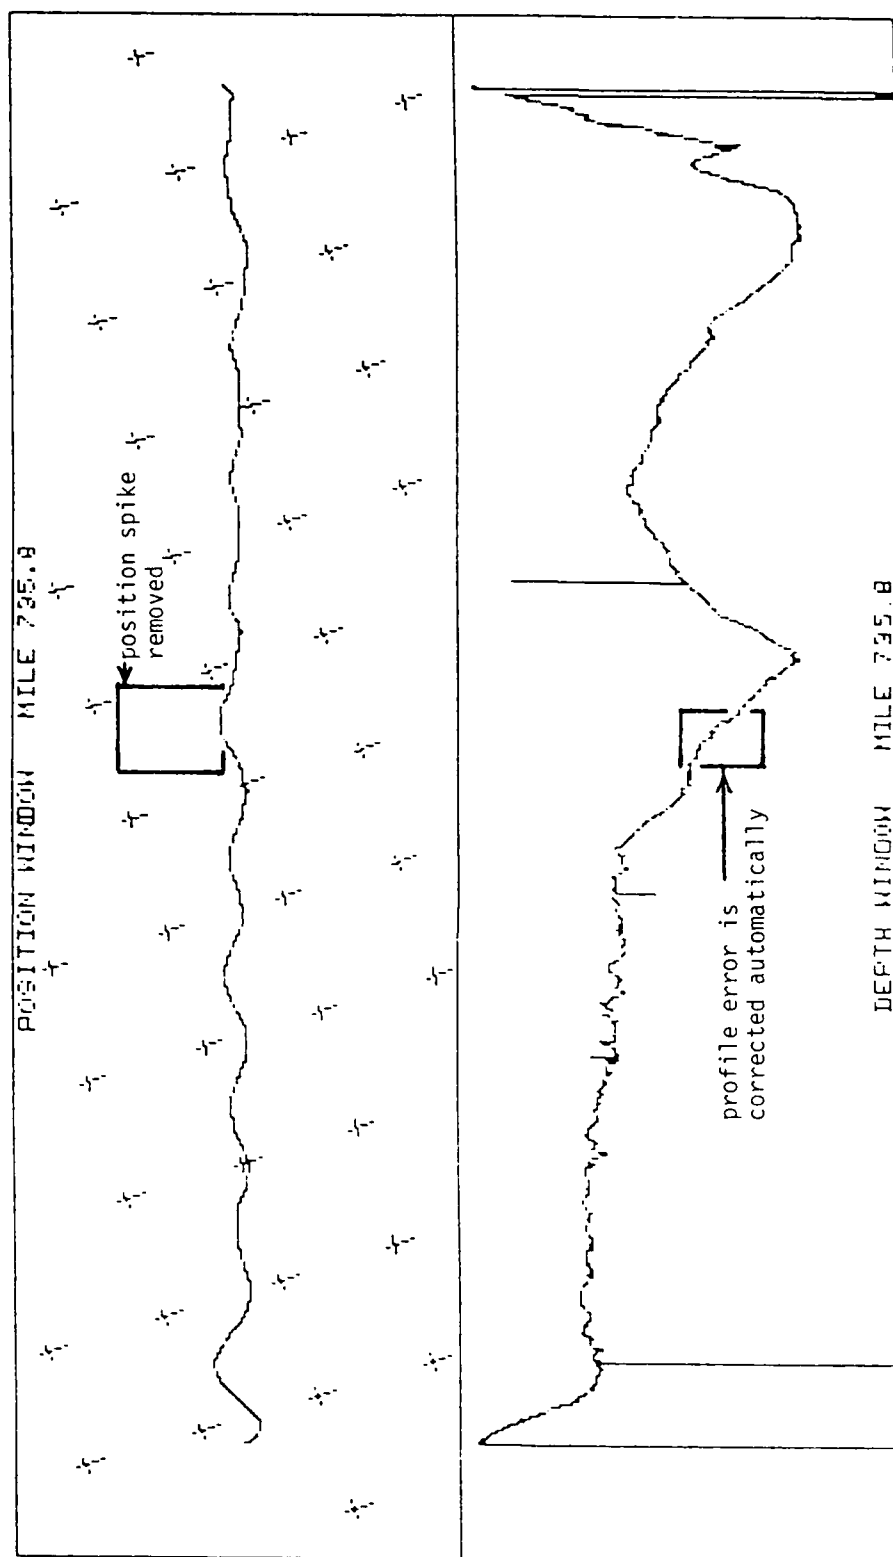 POSITION WINDOW MILE 735.8
position spike
removed
profile error is
corrected automatically
DEPTH WINDOW MILE 735.8